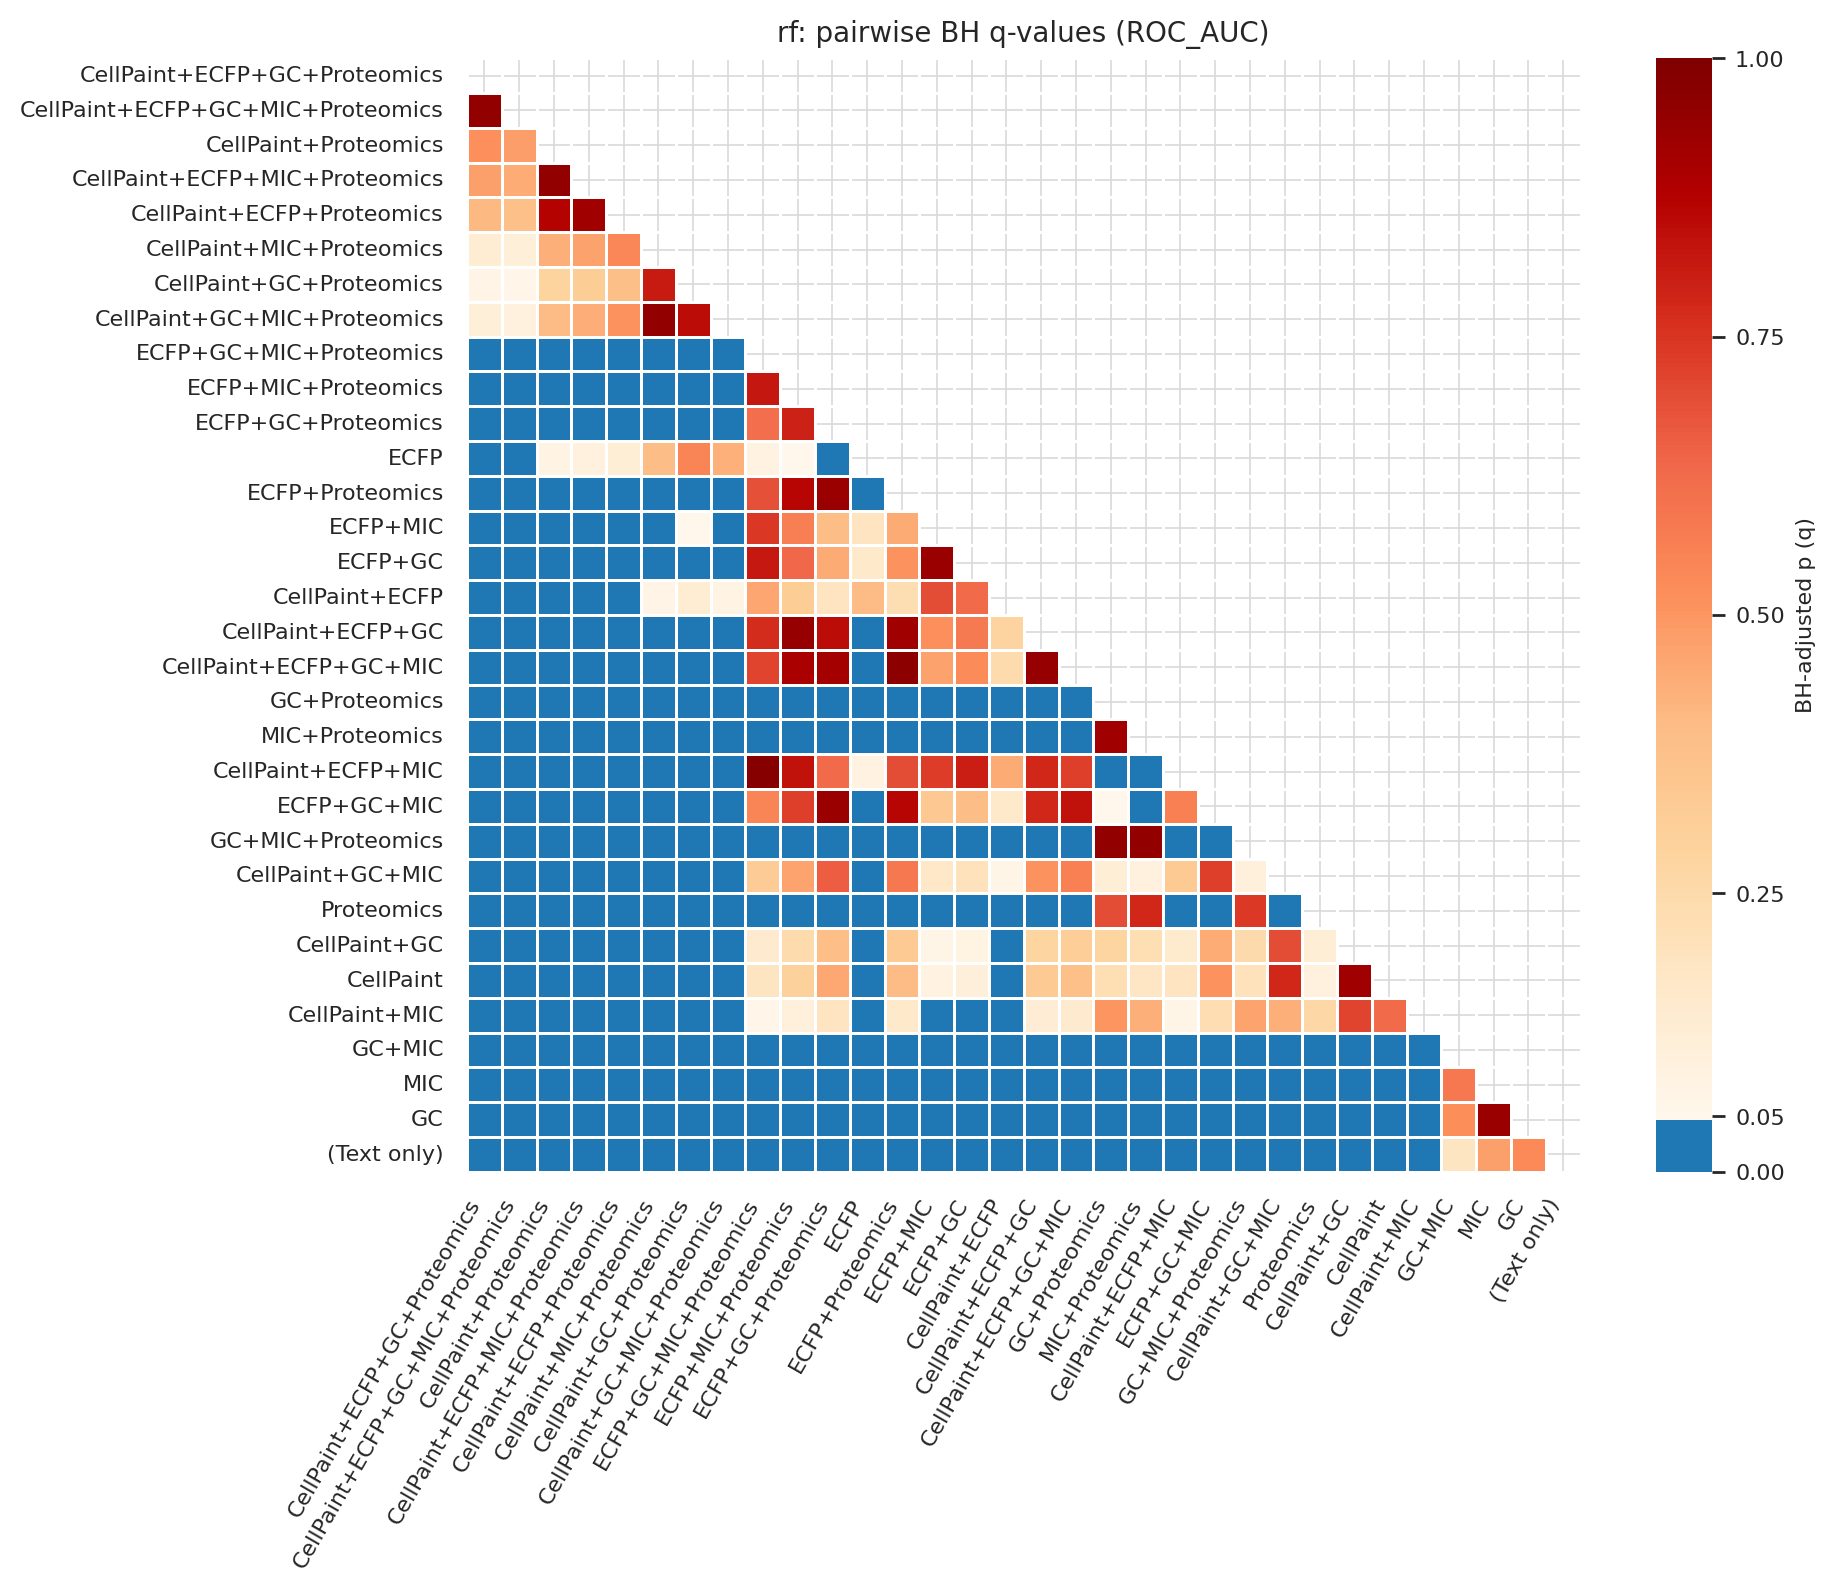 rf: pairwise BH q-values (ROC_AUC)
CellPaint+ECFP+GC+Proteomics
CellPaint+ECFP+GC+MIC+Proteomics
CellPaint+Proteomics
CellPaint+ECFP+MIC+Proteomics
CellPaint+ECFP+Proteomics
CellPaint+MIC+Proteomics
CellPaint+GC+Proteomics
CellPaint+GC+MIC+Proteomics
ECFP+GC+MIC+Proteomics
ECFP+MIC+Proteomics
ECFP+GC+Proteomics
ECFP
ECFP+Proteomics
ECFP+MIC
ECFP+GC
CellPaint+ECFP
CellPaint+ECFP+GC
CellPaint+ECFP+GC+MIC
GC+Proteomics
MIC+Proteomics
CellPaint+ECFP+MIC
ECFP+GC+MIC
GC+MIC+Proteomics
CellPaint+GC+MIC
Proteomics
CellPaint+GC
CellPaint
CellPaint+MIC
GC+MIC
MIC
GC
(Text only)
CellPaint+ECFP+GC+Proteomics
CellPaint+ECFP+GC+MIC+Proteomics
CellPaint+Proteomics
CellPaint+ECFP+MIC+Proteomics
CellPaint+ECFP+Proteomics
CellPaint+MIC+Proteomics
CellPaint+GC+Proteomics
CellPaint+GC+MIC+Proteomics
ECFP+GC+MIC+Proteomics
ECFP+MIC+Proteomics
ECFP+GC+Proteomics
ECFP
ECFP+Proteomics
ECFP+MIC
ECFP+GC
CellPaint+ECFP
CellPaint+ECFP+GC
CellPaint+ECFP+GC+MIC
GC+Proteomics
MIC+Proteomics
CellPaint+ECFP+MIC
ECFP+GC+MIC
GC+MIC+Proteomics
CellPaint+GC+MIC
Proteomics
CellPaint+GC
CellPaint
CellPaint+MIC
GC+MIC
MIC
GC
(Text only)
1.00
0.75
0.50
0.25
0.05
0.00
BH-adjusted p (q)